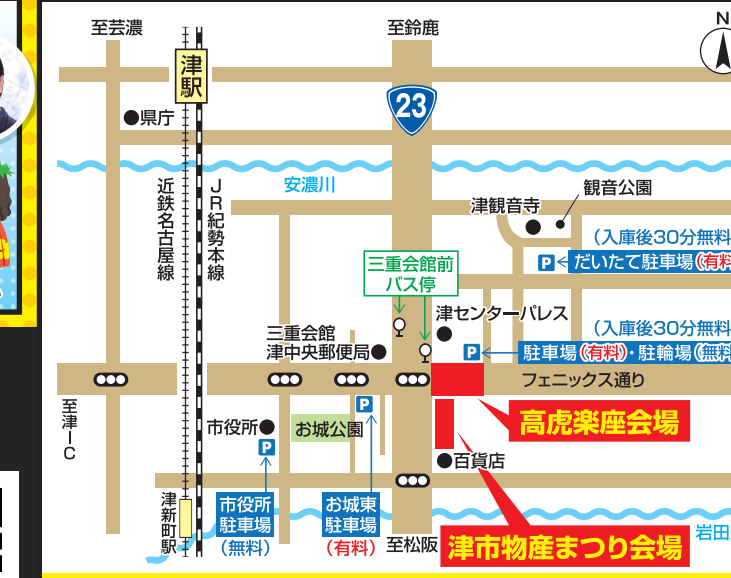 至芸濃
至鈴鹿
N
津駅
23
県庁
近鉄名古屋線
JR紀勢本線
安濃川
津観音寺
観音公園
(入庫後30分無料
P
だいたて駐車場(有料
三重会館前
バス停
津センターパレス
(入庫後30分無料
三重会館
津中央郵便局
P
駐車場(有料)・駐輪場(無料
フェニックス通り
至津IC
P
高虎楽座会場
市役所
お城公園
P
百貨店
津新町駅
市役所
駐車場
(無料)
お城東
駐車場
(有料)
至松阪
津市物産まつり会場
岩田